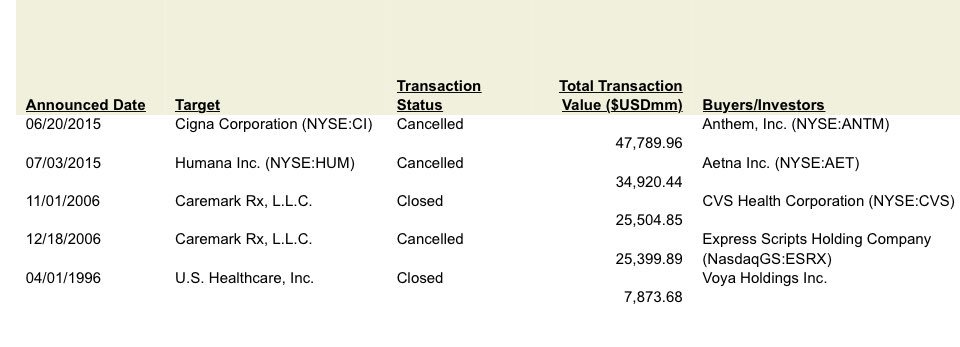 Transaction Total Transaction
Announced Date Target Status Value ($USDmm) Buyers/Investors
06/20/2015 Cigna Corporation (NYSE:CI) Cancelled Anthem, Inc. (NYSE:ANTM)
47,789.96
07/03/2015 Humana Inc. (NYSE:HUM) Cancelled Aetna Inc. (NYSE:AET)
34,920.44
11/01/2006 Caremark Rx, L.L.C. Closed CVS Health Corporation (NYSE:CVS)
25,504.85
12/18/2006 Caremark Rx, L.L.C. Cancelled Express Scripts Holding Company
25,399.89 (NasdaqGS:ESRX)
04/01/1996 U.S. Healthcare, Inc. Closed Voya Holdings Inc.
7,873.68